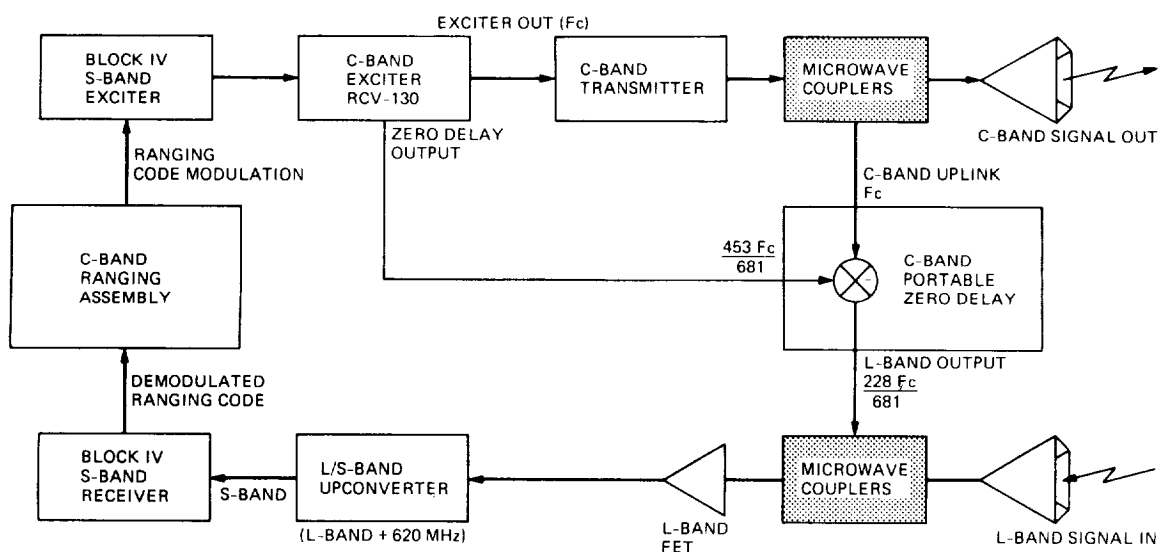 EXCITER OUT (Fc)
BLOCK IV
S-BAND
EXCITER
C-BAND
EXCITER
RCV-130
C-BAND
TRANSMITTER
MICROWAVE
COUPLERS
C-BAND SIGNAL OUT
ZERO DELAY
OUTPUT
RANGING
CODE MODULATION
C-BAND UPLINK
Fc
C-BAND
RANGING
ASSEMBLY
453 Fc
681
C-BAND
PORTABLE
ZERO DELAY
L-BAND OUTPUT
228 Fc
681
DEMODULATED
RANGING CODE
BLOCK IV
S-BAND
RECEIVER
S-BAND
L/S-BAND
UPCONVERTER
(L-BAND + 620 MHz)
L-BAND
FET
MICROWAVE
COUPLERS
L-BAND SIGNAL IN